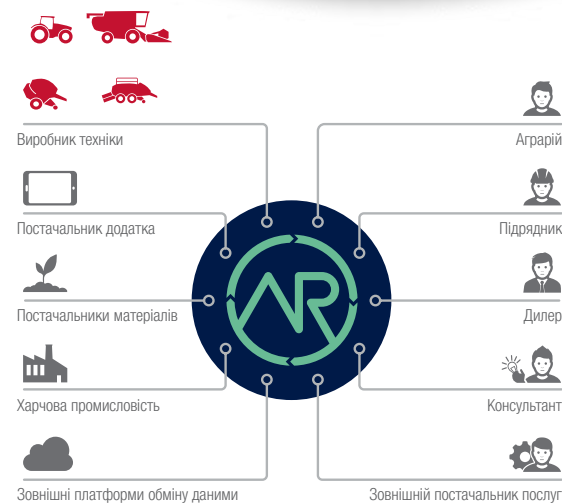 Виробник техніки
Аграрій
Постачальник додатка
Підрядник
Постачальники матеріалів
Дилер
Харчова промисловість
Консультант
Зовнішні платформи обміну даними
Зовнішній постачальник послуг